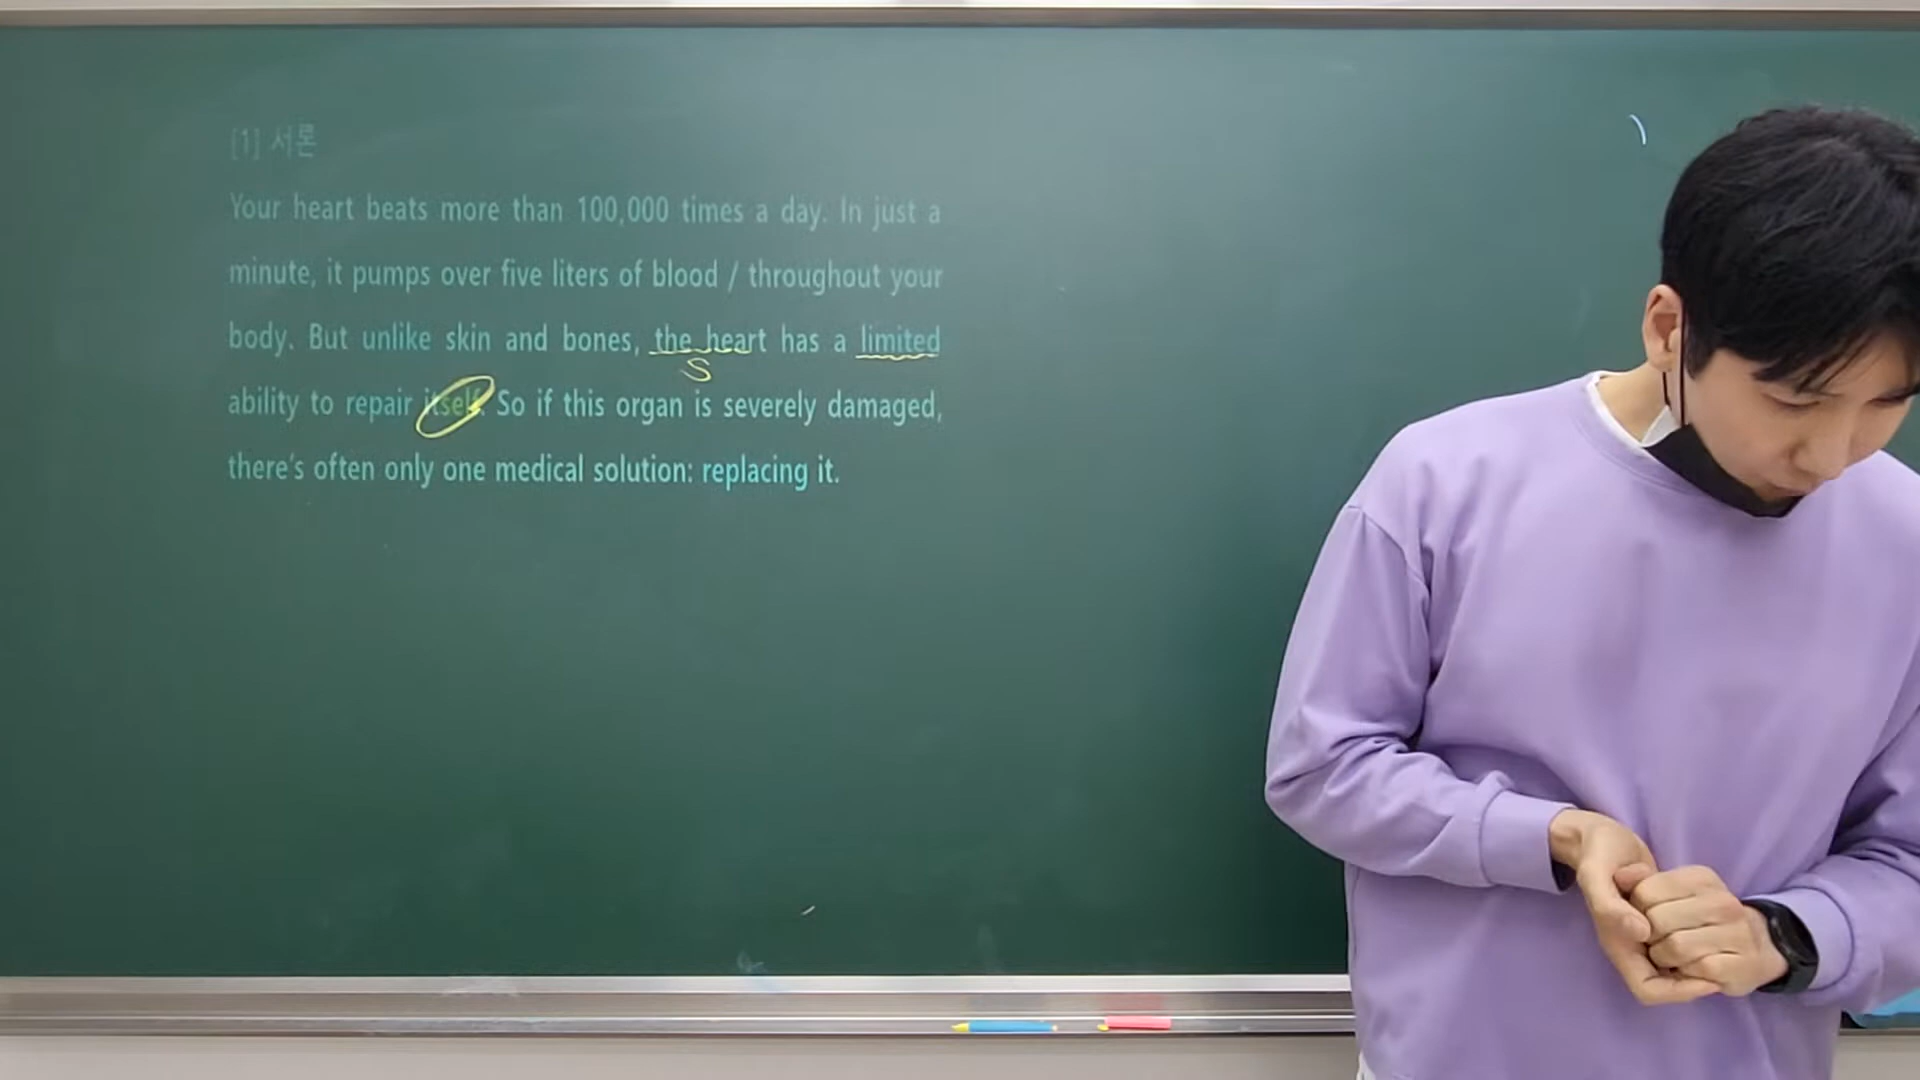 [1] 서론
Your heart beats more than 100,000 times a day. In just a
minute, it pumps over five liters of blood / throughout your
body. But unlike skin and bones, the heart has a limited
S
ability to repair itself. So if this organ is severely damaged,
there's often only one medical solution: replacing it.